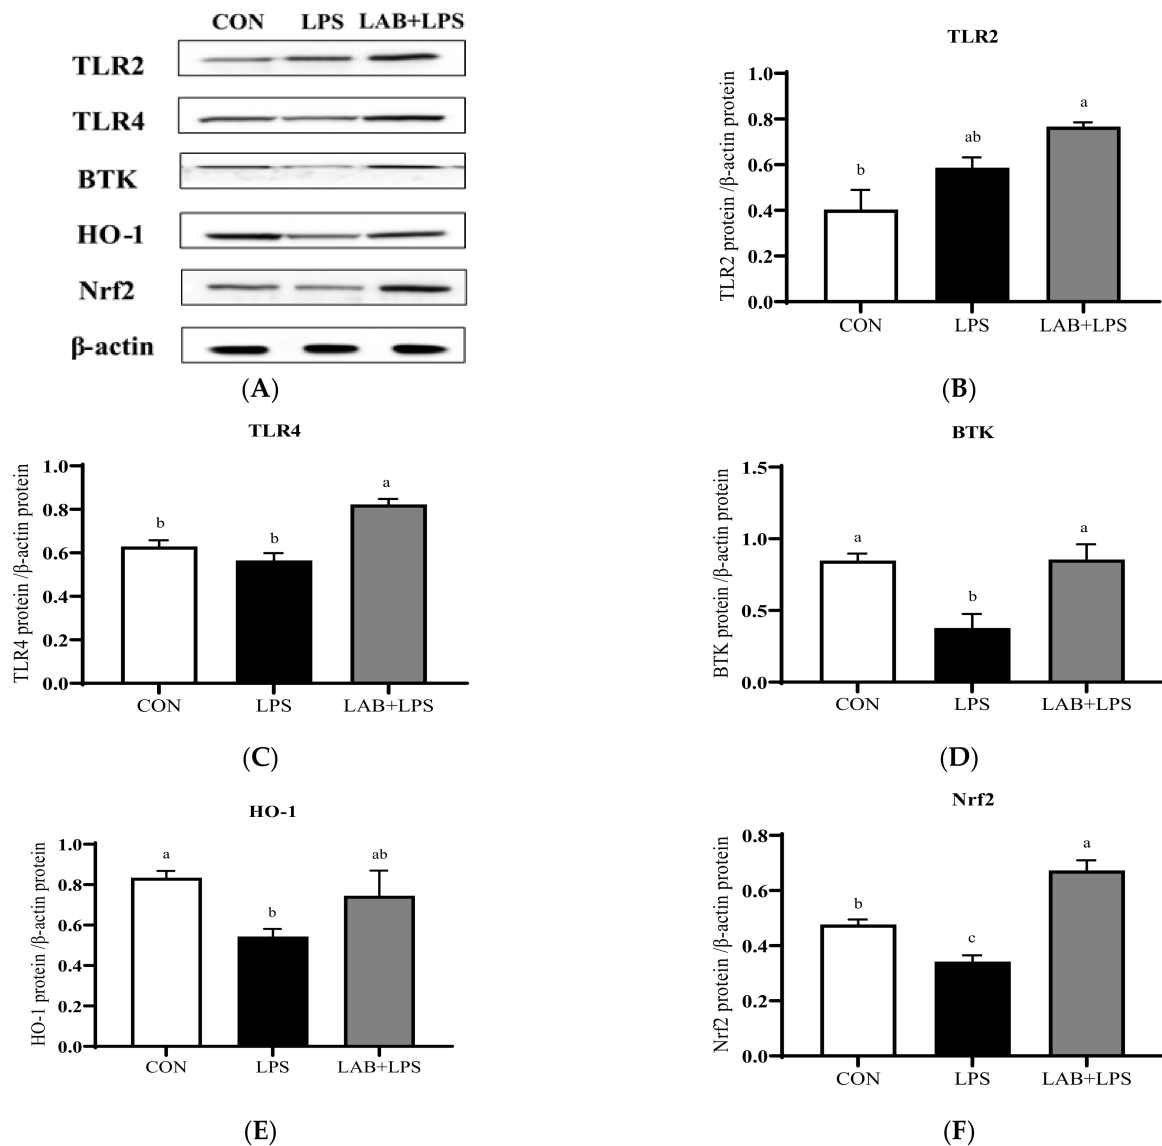 CON LPS LAB+LPS
TLR2
TLR4
BTK
HO-1
Nrf2
β-actin
(A)
TLR2
TLR2 protein /β-actin protein
1.0
0.8
0.6
0.4
0.2
0.0
b
ab
a
CON LPS LAB+LPS
(B)
TLR4
TLR4 protein /β-actin protein
1.0
0.8
0.6
0.4
0.2
0.0
b
b
a
CON LPS LAB+LPS
(C)
BTK
BTK protein /β-actin protein
1.5
1.0
0.5
0.0
a
b
a
CON LPS LAB+LPS
(D)
HO-1
HO-1 protein /β-actin protein
1.0
0.8
0.6
0.4
0.2
0.0
a
b
ab
CON LPS LAB+LPS
(E)
Nrf2
Nrf2 protein /β-actin protein
0.8
0.6
0.4
0.2
0.0
b
c
a
CON LPS LAB+LPS
(F)